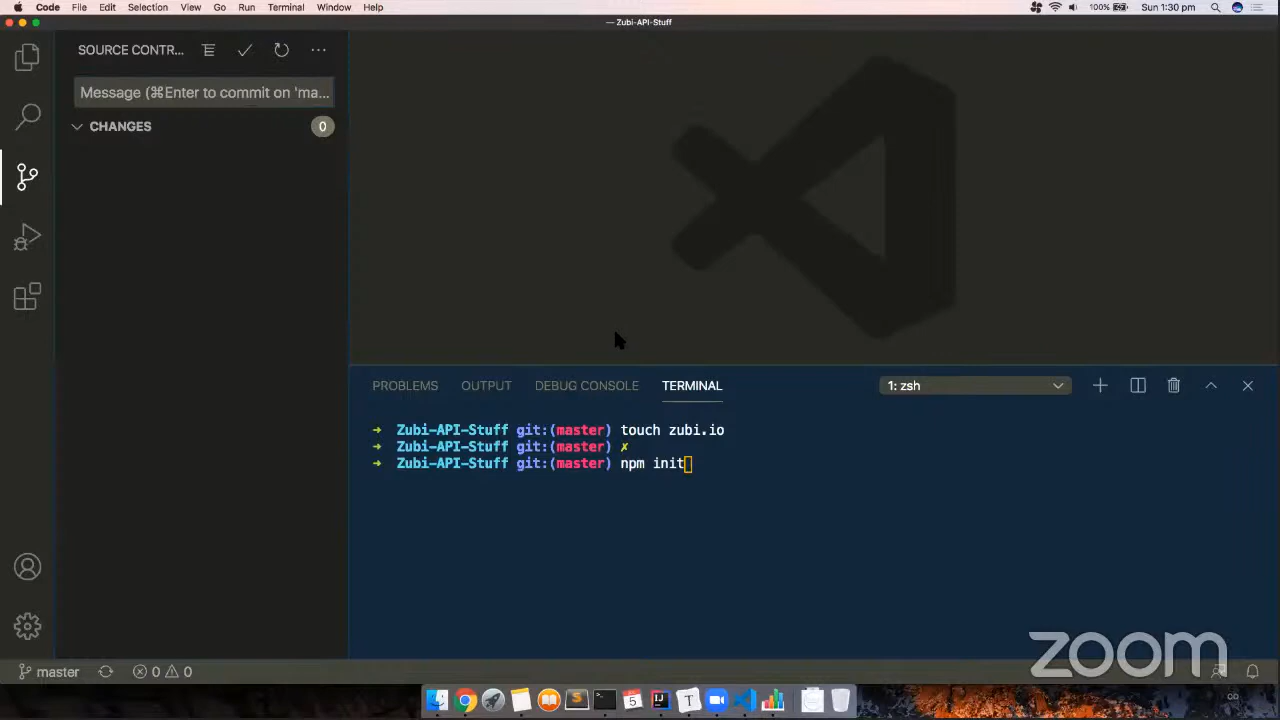 Code File Edit Selection View Go Run Terminal Window Help 100% Sun 1:30 pm
— Zubi-API-Stuff
SOURCE CONTR...
Message (⌘Enter to commit on 'ma...
CHANGES 0
PROBLEMS OUTPUT DEBUG CONSOLE TERMINAL 1: zsh
➜ Zubi-API-Stuff git:(master) touch zubi.io
➜ Zubi-API-Stuff git:(master) ✗
➜ Zubi-API-Stuff git:(master) npm init
master 0 0
zoom
5